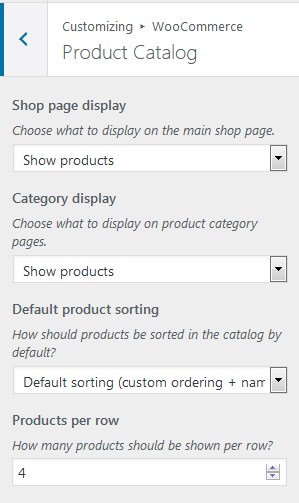 Customizing ▸ WooCommerce
Product Catalog
Shop page display
Choose what to display on the main shop page.
Show products
Category display
Choose what to display on product category
pages.
Show products
Default product sorting
How should products be sorted in the catalog by
default?
Default sorting (custom ordering + nam
Products per row
How many products should be shown per row?
4